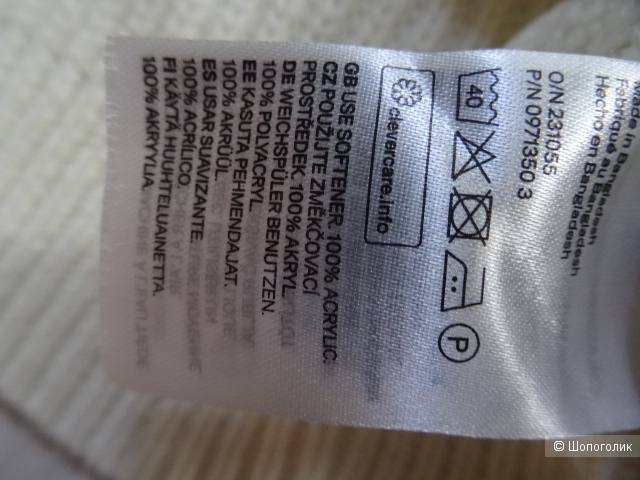 Made in Bangladesh
Fabriqué au Bangladesh
Hecho en Bangladesh
O/N 231055
P/N 0971350 3
40
P
clevercare.info
GB USE SOFTENER. 100% ACRYLIC.
CZ POUŽIJTE ZMĚKČOVACÍ
PROSTŘEDEK. 100% AKRYL.
DE WEICHSPÜLER BENUTZEN.
100% POLYACRYL.
EE KASUTA PEHMENDAJAT.
100% AKRÜÜL.
ES USAR SUAVIZANTE.
100% ACRÍLICO.
FI KÄYTÄ HUUHTELUAINETTA.
100% AKRYYLIA.
© Шопоголик